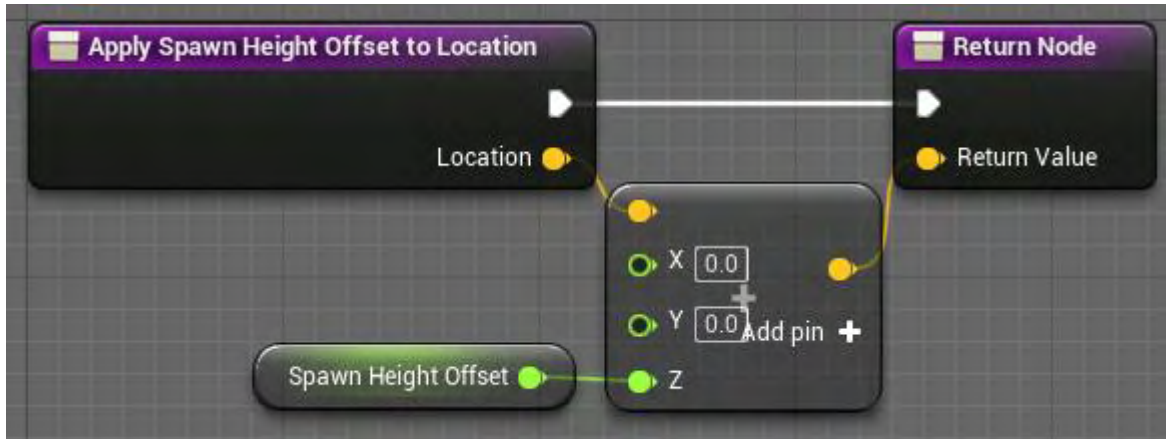 Apply Spawn Height Offset to Location
Return Node
Location
Return Value
X 0.0
Y 0.0
Add pin +
Spawn Height Offset
Z